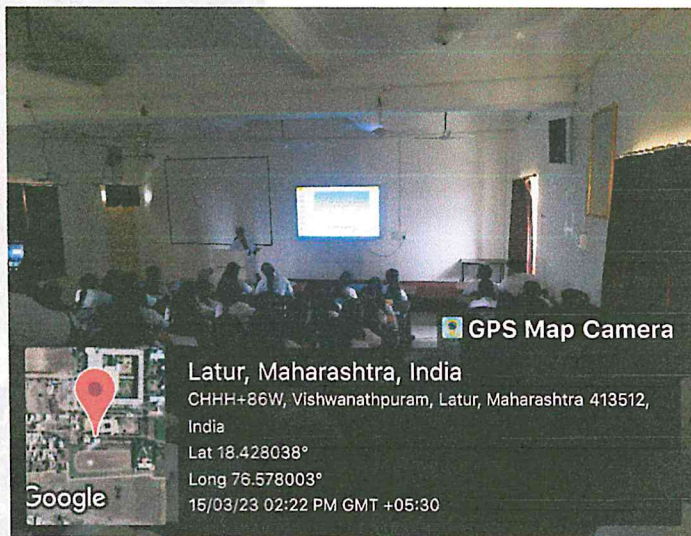 GPS Map Camera
Latur, Maharashtra, India
CHHH+86W, Vishwanathpuram, Latur, Maharashtra 413512,
India
Lat 18.428038°
Long 76.578003°
15/03/23 02:22 PM GMT +05:30
Google